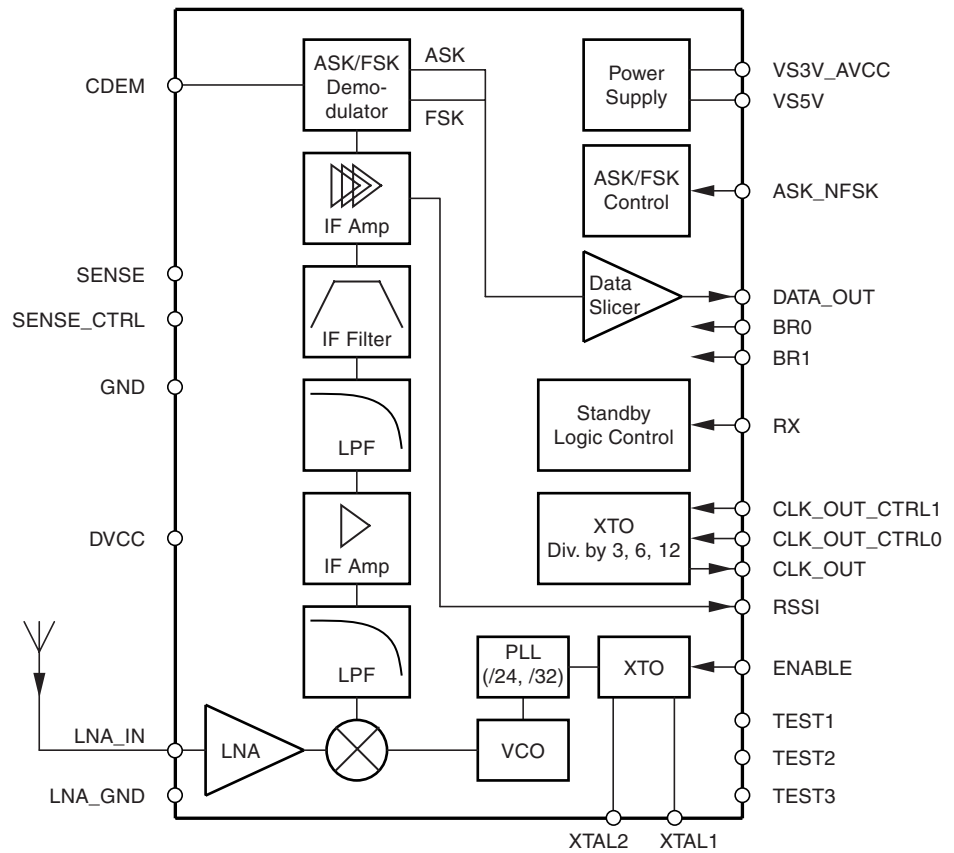 CDEM
SENSE
SENSE_CTRL
GND
DVCC
LNA_IN
LNA_GND
ASK/FSK
Demo-
dulator
ASK
FSK
IF Amp
IF Filter
LPF
IF Amp
LPF
LNA
PLL
(/24, /32)
VCO
XTO
Power
Supply
ASK/FSK
Control
Data
Slicer
Standby
Logic Control
XTO
Div. by 3, 6, 12
VS3V_AVCC
VS5V
ASK_NFSK
DATA_OUT
BR0
BR1
RX
CLK_OUT_CTRL1
CLK_OUT_CTRL0
CLK_OUT
RSSI
ENABLE
TEST1
TEST2
TEST3
XTAL2
XTAL1